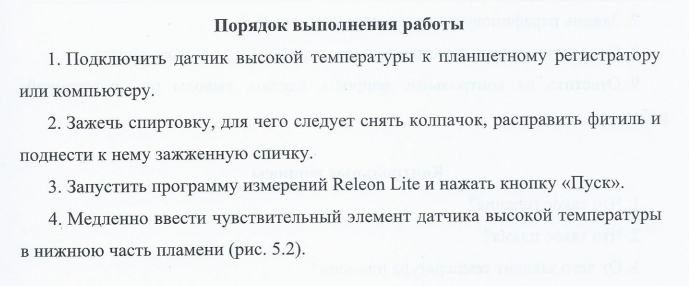 Порядок выполнения работы
1. Подключить датчик высокой температуры к планшетному регистратору
или компьютеру.
2. Зажечь спиртовку, для чего следует снять колпачок, расправить фитиль и
поднести к нему зажженную спичку.
3. Запустить программу измерений Releon Lite и нажать кнопку «Пуск».
4. Медленно ввести чувствительный элемент датчика высокой температуры
в нижнюю часть пламени (рис. 5.2).